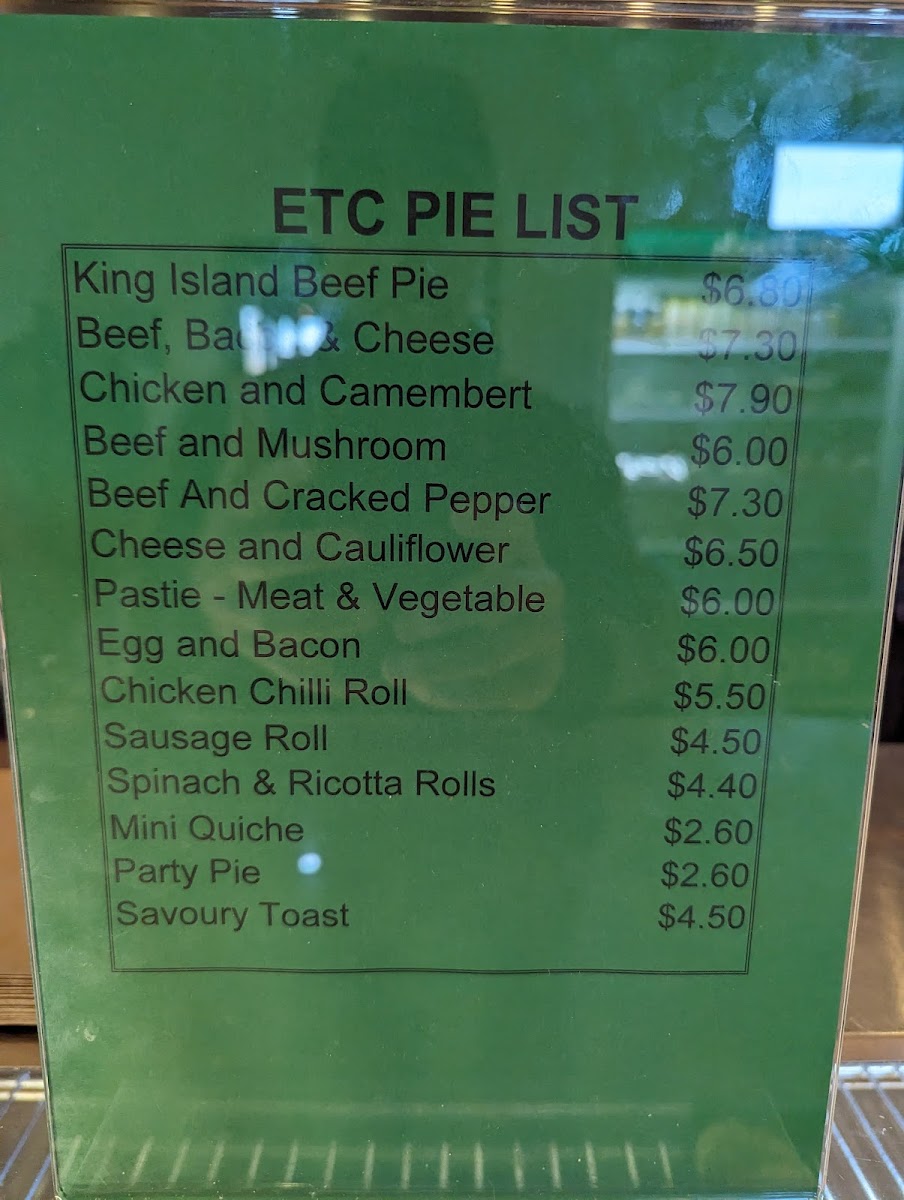 ETC PIE LIST
King Island Beef Pie $6.80
Beef, Bacon & Cheese $7.30
Chicken and Camembert $7.90
Beef and Mushroom $6.00
Beef And Cracked Pepper $7.30
Cheese and Cauliflower $6.50
Pastie - Meat & Vegetable $6.00
Egg and Bacon $6.00
Chicken Chilli Roll $5.50
Sausage Roll $4.50
Spinach & Ricotta Rolls $4.40
Mini Quiche $2.60
Party Pie $2.60
Savoury Toast $4.50